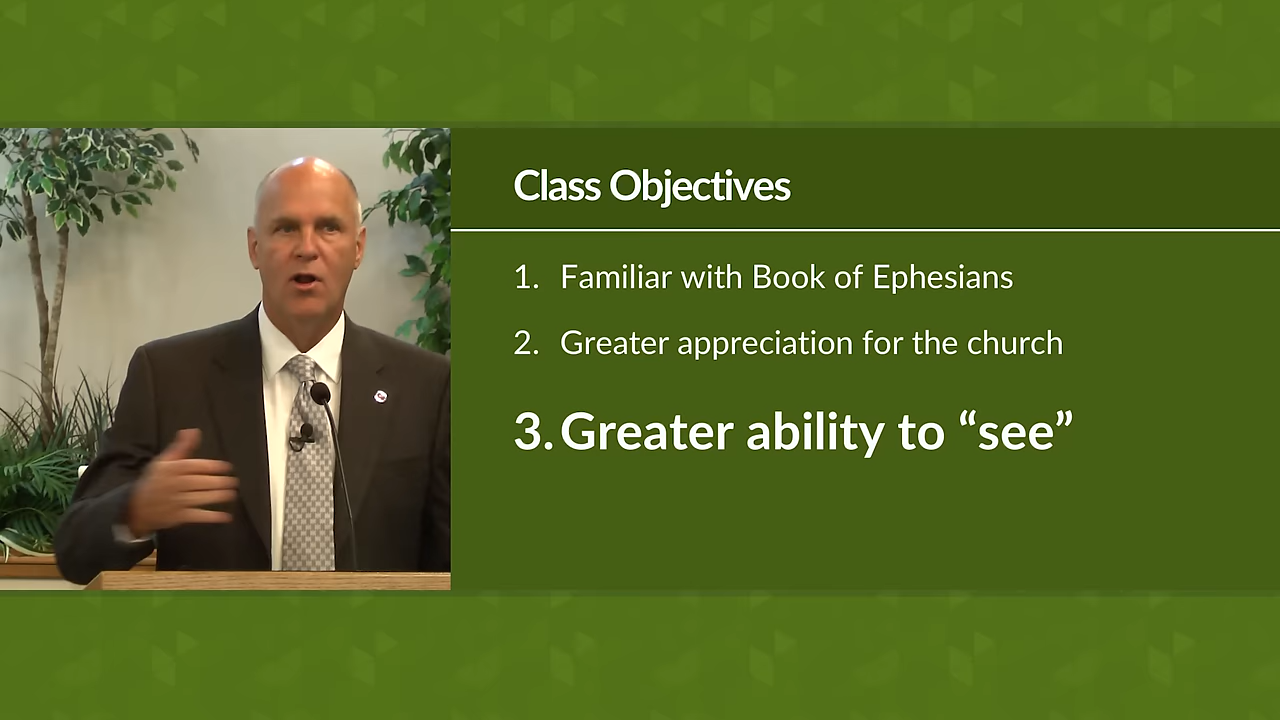 Class Objectives
1. Familiar with Book of Ephesians
2. Greater appreciation for the church
3. Greater ability to “see”